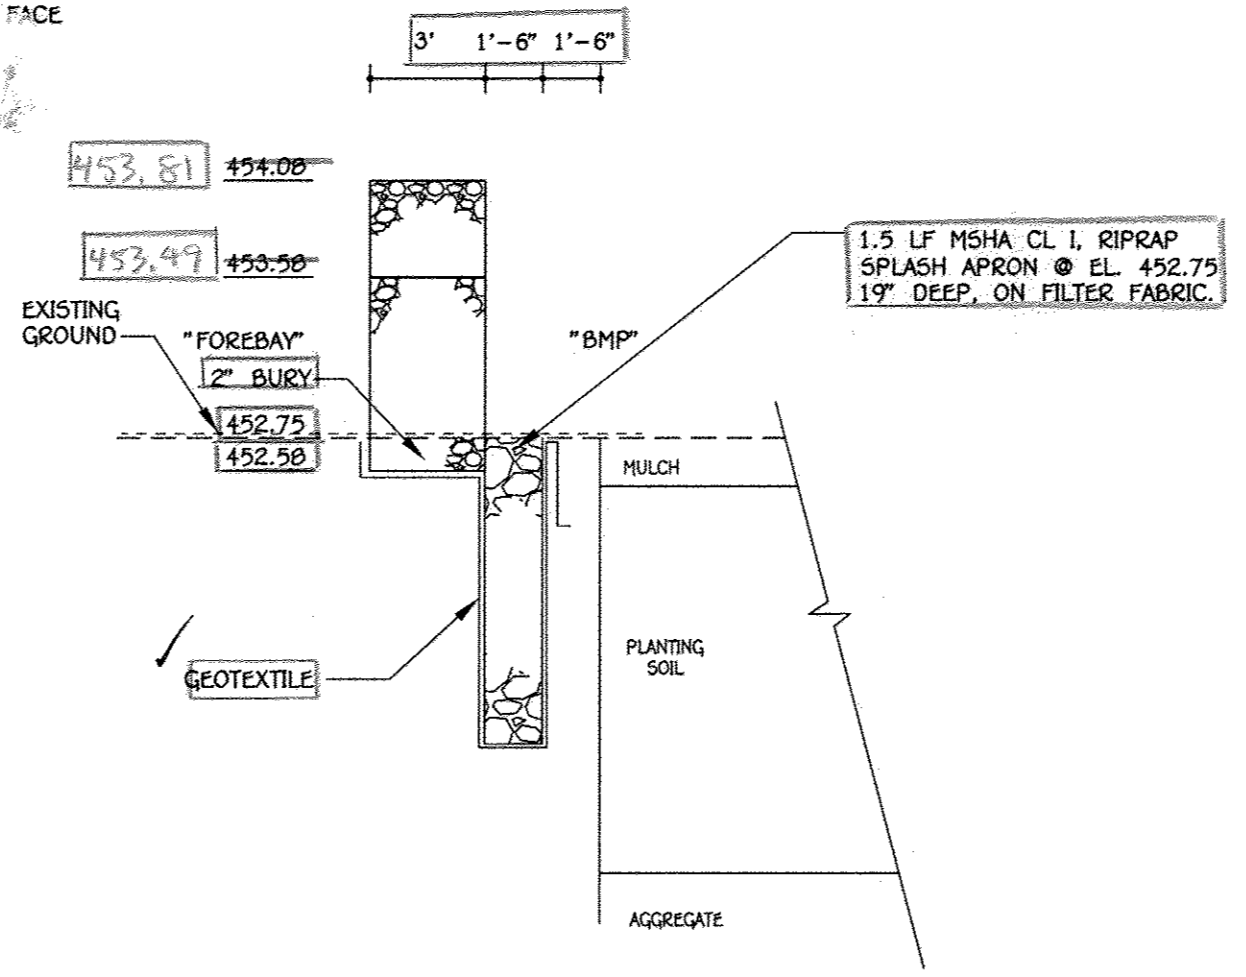 FACE
3' 1'-6" 1'-6"
453.81 454.08
453.49 453.58
1.5 LF MSHA CL I, RIPRAP
SPLASH APRON @ EL. 452.75
19" DEEP, ON FILTER FABRIC.
EXISTING
GROUND
"FOREBAY"
"BMP"
2" BURY
452.75
452.58
MULCH
GEOTEXTILE
PLANTING
SOIL
AGGREGATE